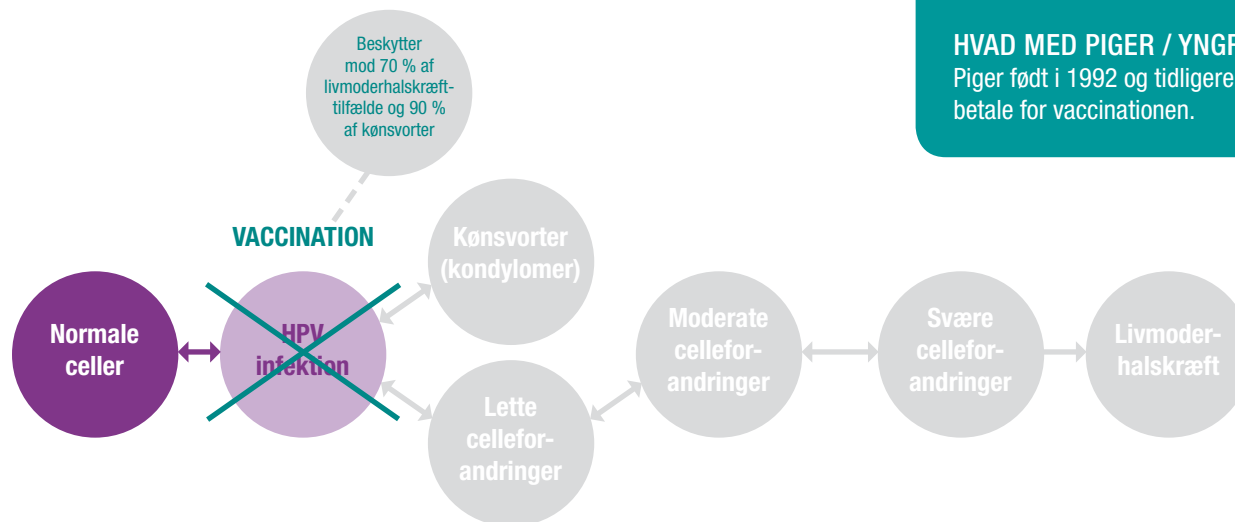 Beskytter
mod 70 % af
livmoderhalskræft-
tilfælde og 90 %
af kønsvorter
HVAD MED PIGER /
Piger født i 1992 og tidligere
betale for vaccinationen.
VACCINATION
Kønsvorter
(kondylomer)
Normale
celler
HPV
infektion
Lette
cellefor-
andringer
Moderate
cellefor-
andringer
Svære
cellefor-
andringer
Livmoder-
halskræft